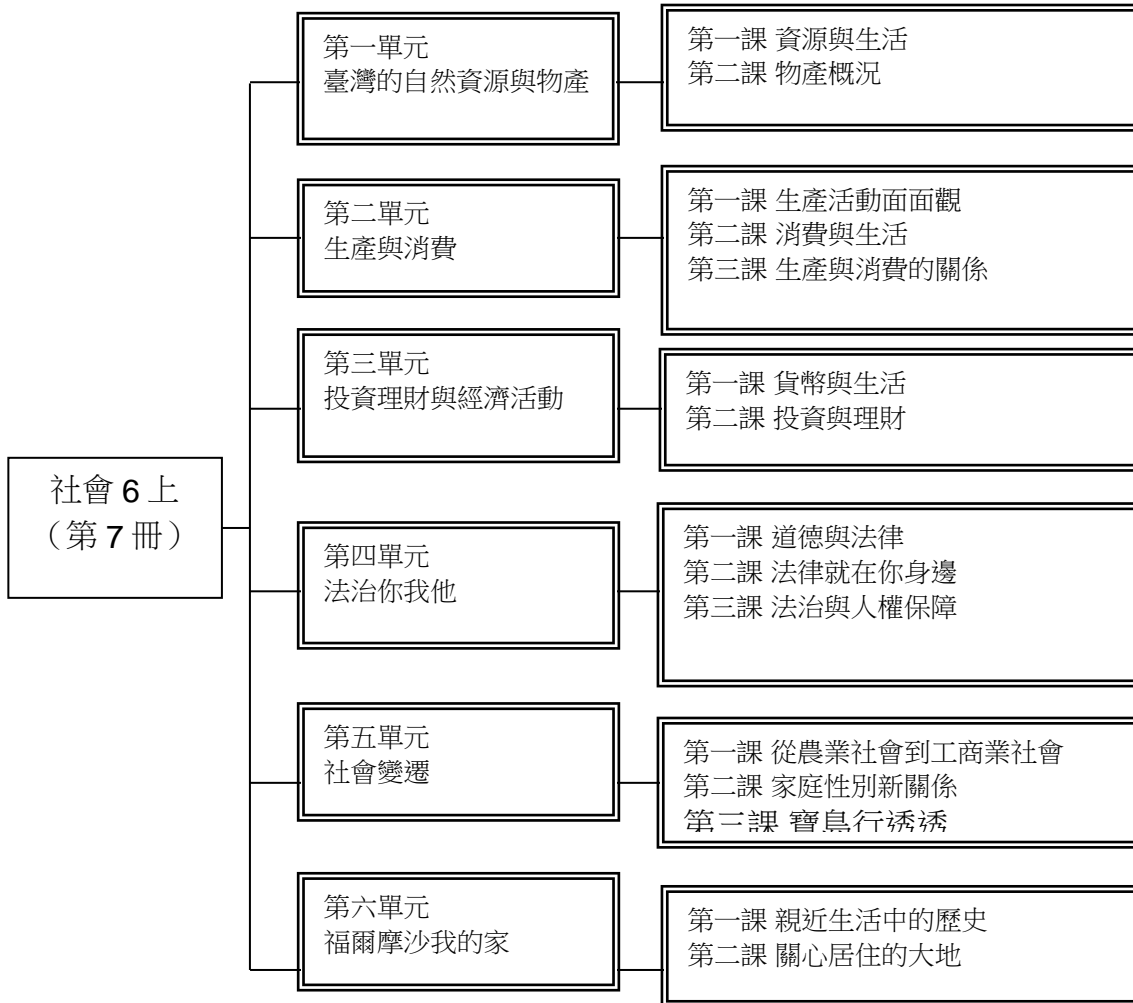 社會 6 上
（第 7 冊）
第一單元
臺灣的自然資源與物產
第一課 資源與生活
第二課 物產概況
第二單元
生產與消費
第一課 生產活動面面觀
第二課 消費與生活
第三課 生產與消費的關係
第三單元
投資理財與經濟活動
第一課 貨幣與生活
第二課 投資與理財
第四單元
法治你我他
第一課 道德與法律
第二課 法律就在你身邊
第三課 法治與人權保障
第五單元
社會變遷
第一課 從農業社會到工商業社會
第二課 家庭性別新關係
第三課 寶島行透透
第六單元
福爾摩沙我的家
第一課 親近生活中的歷史
第二課 關心居住的大地